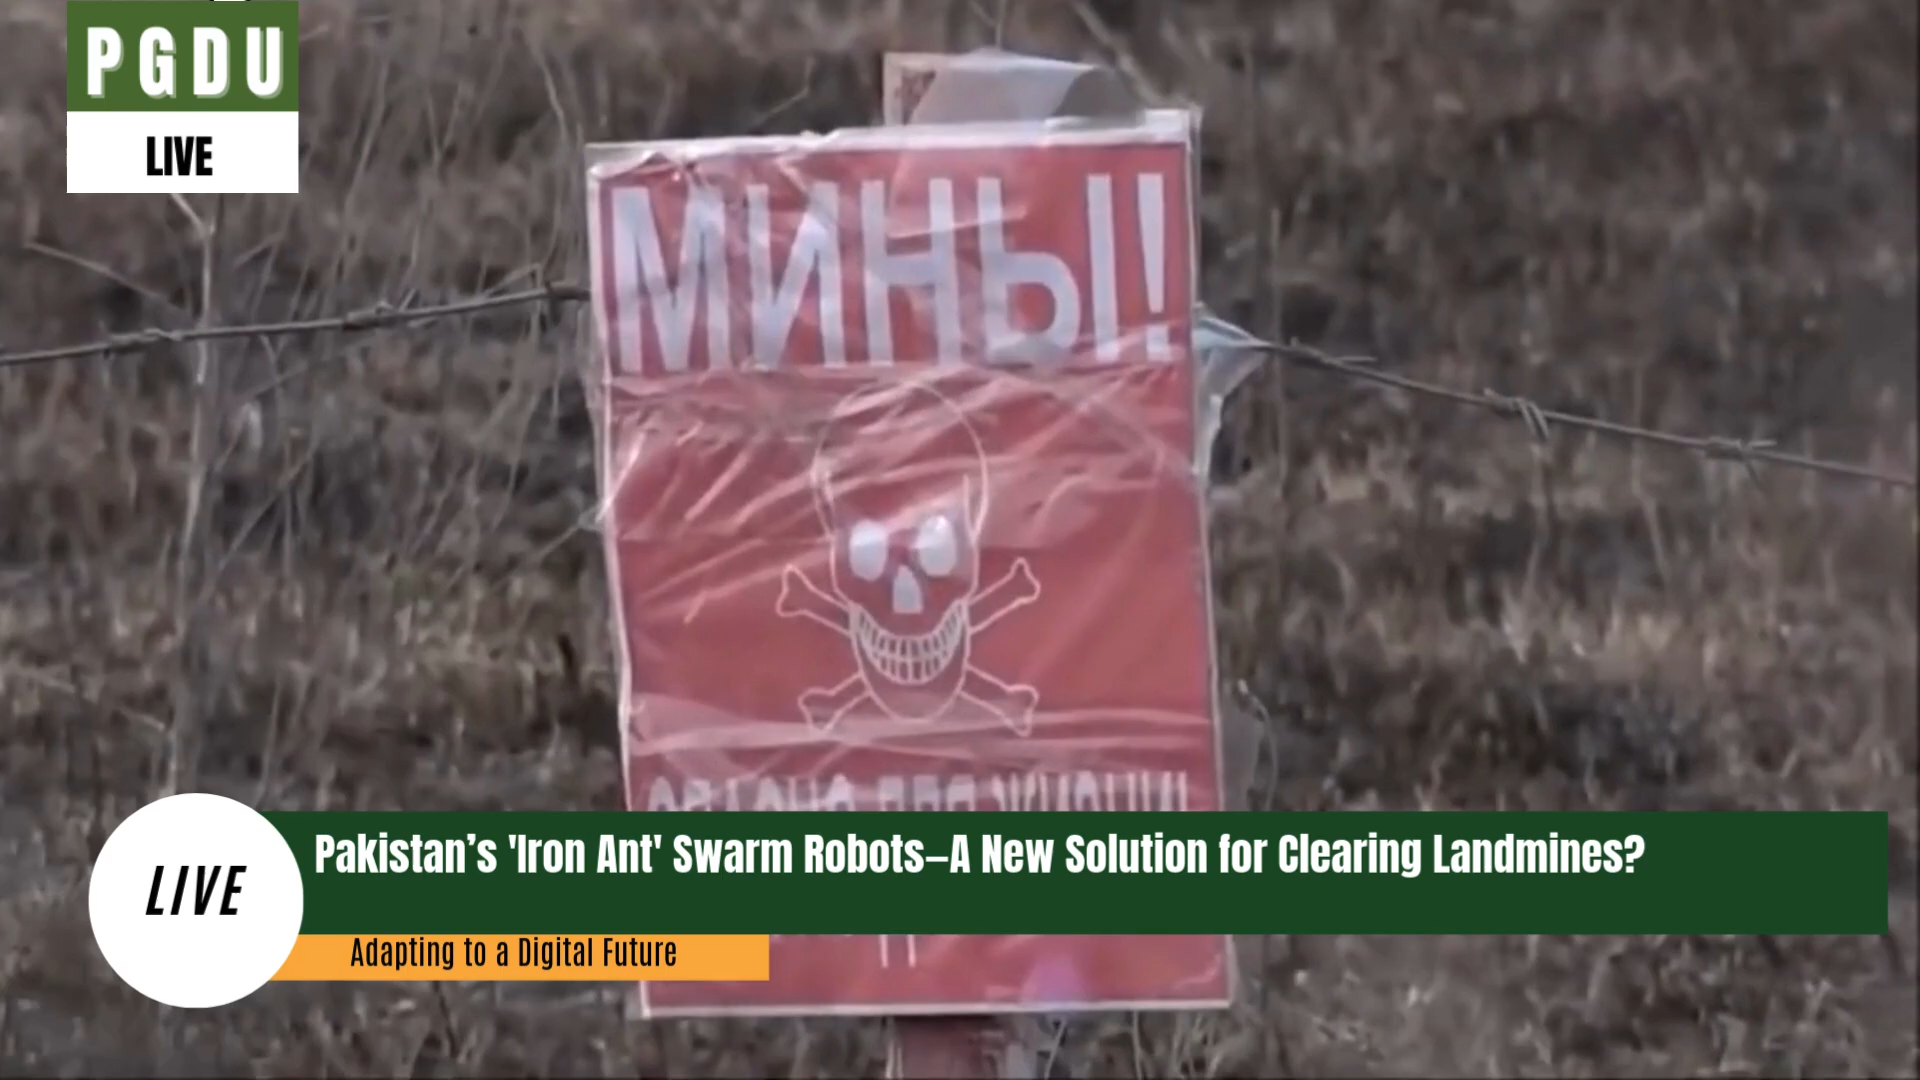 PGDU
LIVE
МИНЫ!
Pakistan’s 'Iron Ant' Swarm Robots—A New Solution for Clearing Landmines?
LIVE
Adapting to a Digital Future